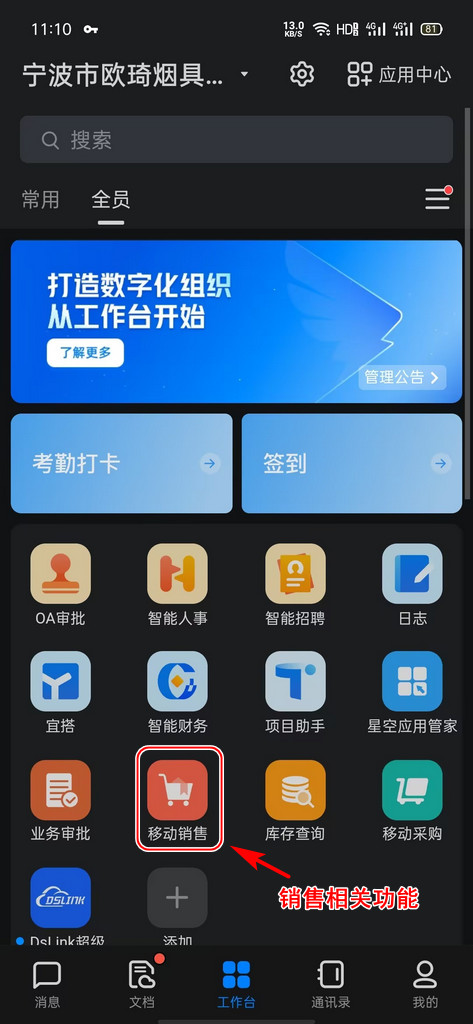 11:10
13.0 KB/S HD 4G 4G+ 81
宁波市欧琦烟具...
应用中心
搜索
常用 全员
打造数字化组织
从工作台开始
了解更多
管理公告
考勤打卡 签到
OA审批 智能人事 智能招聘 日志
宜搭 智能财务 项目助手 星空应用管家
业务审批 移动销售 库存查询 移动采购
销售相关功能
DSLINK
DsLink超级 添加
消息 文档 工作台 通讯录 我的